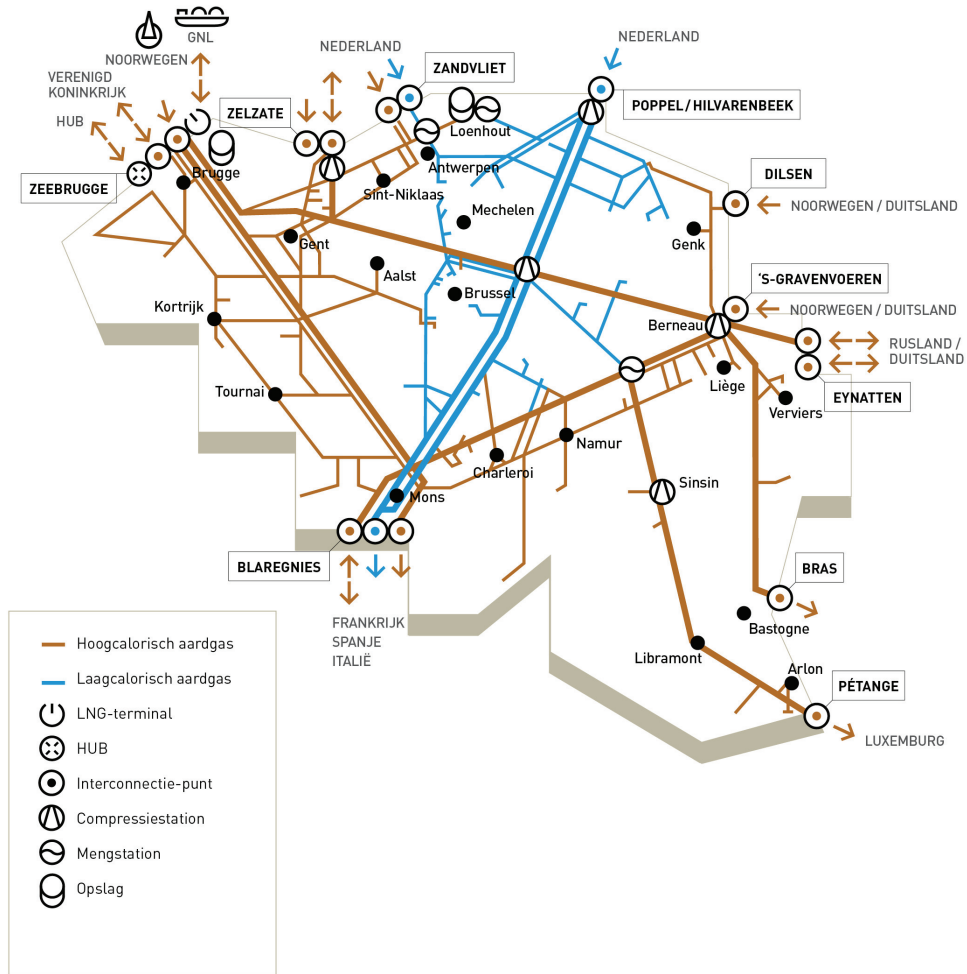 GNL
NOORWEGEN
NEDERLAND
NEDERLAND
VERENIGD
KONINKRIJK
ZANDVLIET
POPPEL/HILVARENBEEK
HUB
ZELZATE
Loenhout
Antwerpen
ZEEBRUGGE
Brugge
Sint-Niklaas
DILSEN
NOORWEGEN / DUITSLAND
Mechelen
Gent
Genk
Aalst
'S-GRAVENVOEREN
Brussel
Kortrijk
Berneau
NOORWEGEN / DUITSLAND
RUSLAND /
DUITSLAND
Liège
EYNATTEN
Tournai
Verviers
Namur
Charleroi
Sinsin
Mons
BLAREGNIES
BRAS
FRANKRIJK
SPANJE
ITALIË
Bastogne
Libramont
Arlon
PÉTANGE
LUXEMBURG
Hoogcalorisch aardgas
Laagcalorisch aardgas
LNG-terminal
HUB
Interconnectie-punt
Compressiestation
Mengstation
Opslag